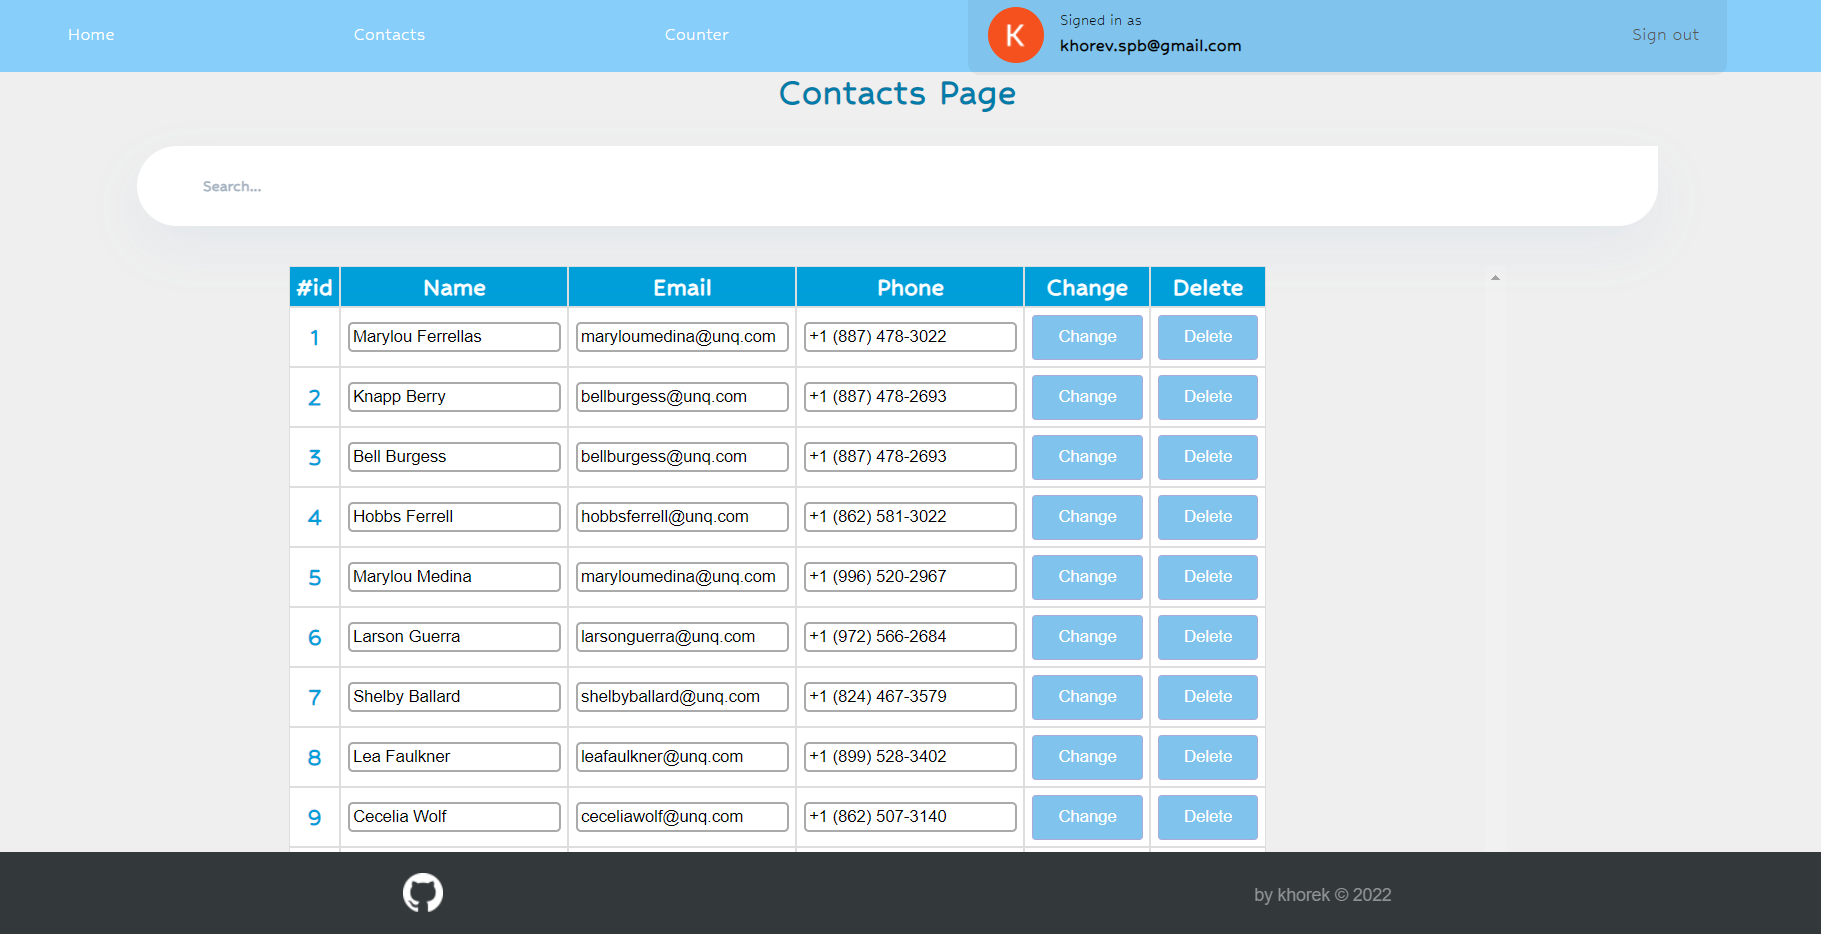 Home Contacts Counter Signed in as Sign out
K khorev.spb@gmail.com
Contacts Page
Search...
#id Name Email Phone Change Delete
1 Marylou Ferrellas maryloumedina@unq.com +1 (887) 478-3022 Change Delete
2 Knapp Berry bellburgess@unq.com +1 (887) 478-2693 Change Delete
3 Bell Burgess bellburgess@unq.com +1 (887) 478-2693 Change Delete
4 Hobbs Ferrell hobbsferrell@unq.com +1 (862) 581-3022 Change Delete
5 Marylou Medina maryloumedina@unq.com +1 (996) 520-2967 Change Delete
6 Larson Guerra larsonguerra@unq.com +1 (972) 566-2684 Change Delete
7 Shelby Ballard shelbyballard@unq.com +1 (824) 467-3579 Change Delete
8 Lea Faulkner leafaulkner@unq.com +1 (899) 528-3402 Change Delete
9 Cecelia Wolf ceceliawolf@unq.com +1 (862) 507-3140 Change Delete
by khorek © 2022